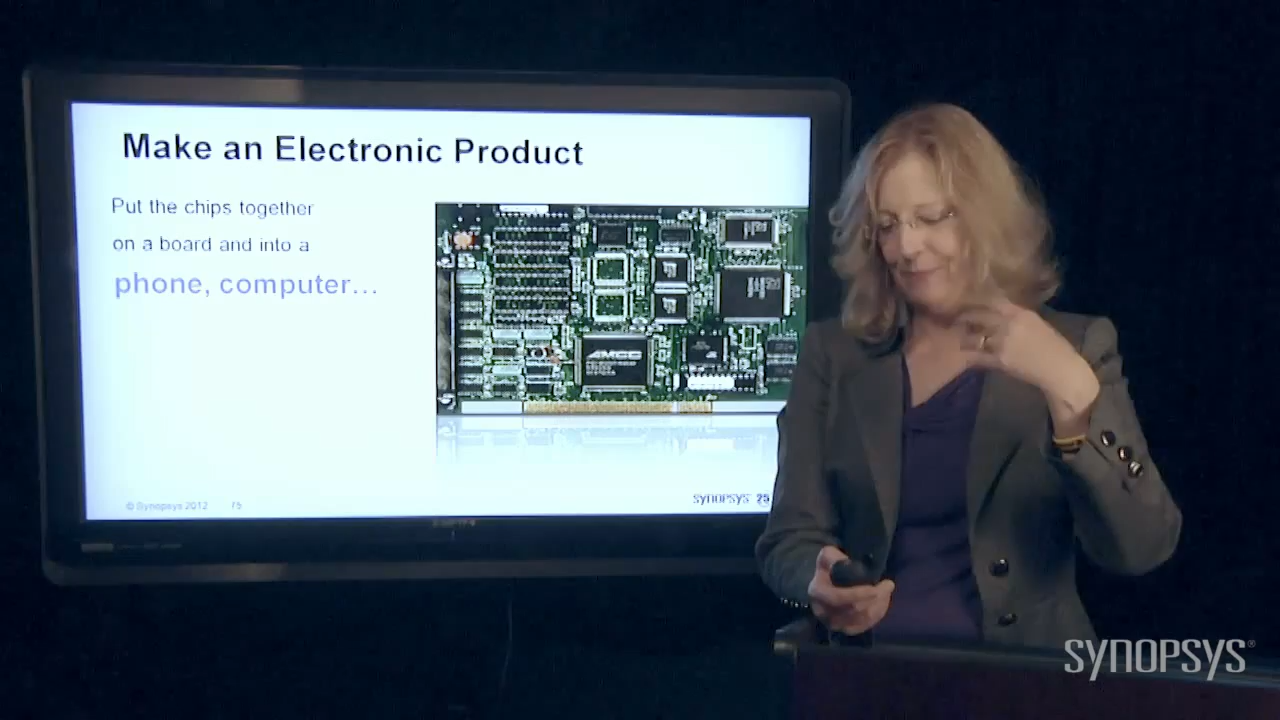 Make an Electronic Product
Put the chips together
on a board and into a
phone, computer...
AMCC
© Synopsys 2012
75
SYNOPSYS 25
SYNOPSYS®